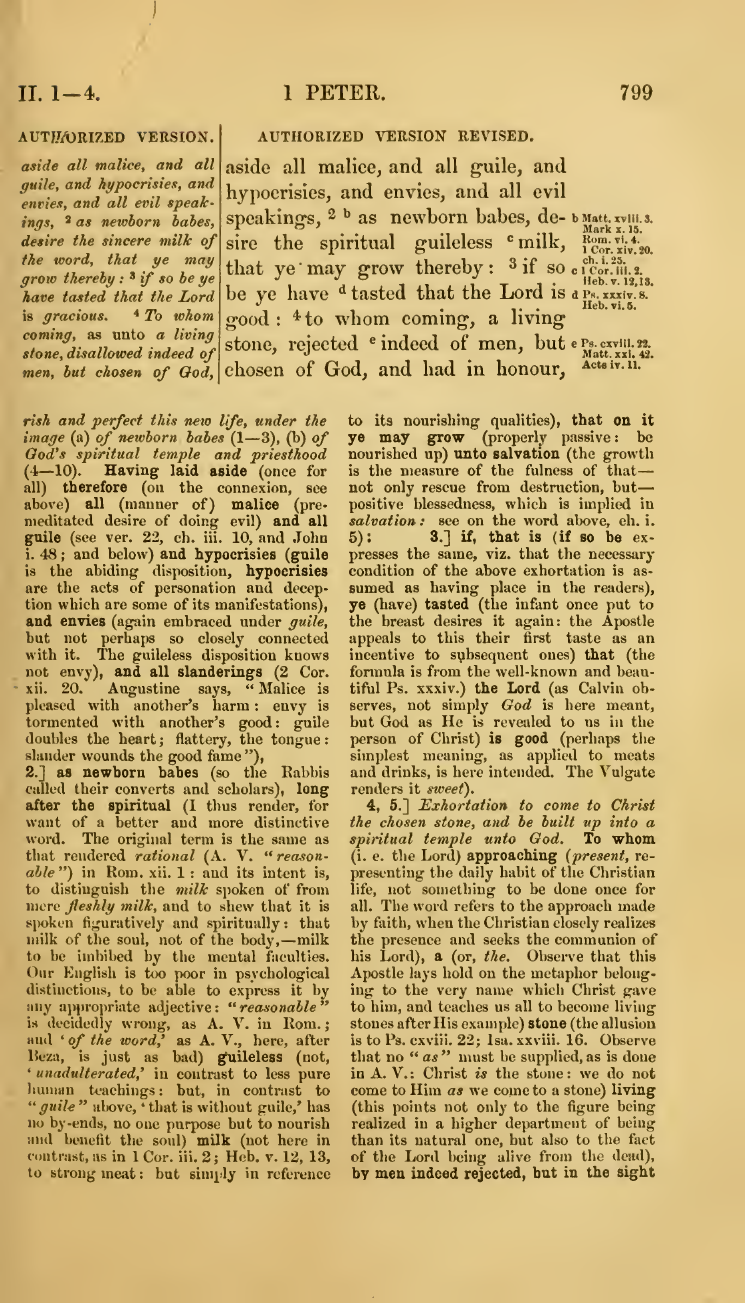 II. 1—4.
1 PETER.
799
AUTHORIZED VERSION.
aside all malice, and all
guile, and hypocrisies, and
envies, and all evil speak-
ings, ² as newborn babes,
desire the sincere milk of
the word, that ye may
grow thereby : ³ if so be ye
have tasted that the Lord
is gracious. ⁴ To whom
coming, as unto a living
stone, disallowed indeed of
men, but chosen of God,
AUTHORIZED VERSION REVISED.
aside all malice, and all guile, and
hypocrisies, and envies, and all evil
speakings, ² ᵇ as newborn babes, de-
sire the spiritual guileless ᶜ milk,
that ye may grow thereby : ³ if so
be ye have ᵈ tasted that the Lord is
good : ⁴ to whom coming, a living
stone, rejected ᵉ indeed of men, but
chosen of God, and had in honour,
b Matt. xviii. 3.
Mark x. 15.
Rom. vi. 4.
1 Cor. xiv. 20.
ch. i. 25.
c 1 Cor. iii. 2.
Heb. v. 12, 13.
d Ps. xxxiv. 8.
Heb. vi. 5.
e Ps. cxviii. 22.
Matt. xxi. 42.
Acts iv. 11.
rish and perfect this new life, under the
image (a) of newborn babes (1—3), (b) of
God's spiritual temple and priesthood
(4—10). Having laid aside (once for
all) therefore (on the connexion, see
above) all (manner of) malice (pre-
meditated desire of doing evil) and all
guile (see ver. 22, ch. iii. 10, and John
i. 48 ; and below) and hypocrisies (guile
is the abiding disposition, hypocrisies
are the acts of personation and decep-
tion which are some of its manifestations),
and envies (again embraced under guile,
but not perhaps so closely connected
with it. The guileless disposition knows
not envy), and all slanderings (2 Cor.
xii. 20. Augustine says, “ Malice is
pleased with another's harm : envy is
tormented with another's good : guile
doubles the heart ; flattery, the tongue :
slander wounds the good fame ”),
2.] as newborn babes (so the Rabbis
called their converts and scholars), long
after the spiritual (I thus render, for
want of a better and more distinctive
word. The original term is the same as
that rendered rational (A. V. “ reason-
able ”) in Rom. xii. 1 : and its intent is,
to distinguish the milk spoken of from
mere fleshly milk, and to shew that it is
spoken figuratively and spiritually : that
milk of the soul, not of the body,—milk
to be imbibed by the mental faculties.
Our English is too poor in psychological
distinctions, to be able to express it by
any appropriate adjective : “ reasonable ”
is decidedly wrong, as A. V. in Rom. ;
and ‘ of the word,’ as A. V., here, after
Beza, is just as bad) guileless (not,
‘ unadulterated,’ in contrast to less pure
human teachings : but, in contrast to
“ guile ” above, ‘ that is without guile,’ has
no by-ends, no one purpose but to nourish
and benefit the soul) milk (not here in
contrast, as in 1 Cor. iii. 2 ; Heb. v. 12, 13,
to strong meat : but simply in reference
to its nourishing qualities), that on it
ye may grow (properly passive : be
nourished up) unto salvation (the growth
is the measure of the fulness of that—
not only rescue from destruction, but—
positive blessedness, which is implied in
salvation : see on the word above, ch. i.
5) : 3.] if, that is (if so be ex-
presses the same, viz. that the necessary
condition of the above exhortation is as-
sumed as having place in the readers),
ye (have) tasted (the infant once put to
the breast desires it again : the Apostle
appeals to this their first taste as an
incentive to subsequent ones) that (the
formula is from the well-known and beau-
tiful Ps. xxxiv.) the Lord (as Calvin ob-
serves, not simply God is here meant,
but God as He is revealed to us in the
person of Christ) is good (perhaps the
simplest meaning, as applied to meats
and drinks, is here intended. The Vulgate
renders it sweet).
4, 5.] Exhortation to come to Christ
the chosen stone, and be built up into a
spiritual temple unto God. To whom
(i. e. the Lord) approaching (present, re-
presenting the daily habit of the Christian
life, not something to be done once for
all. The word refers to the approach made
by faith, when the Christian closely realizes
the presence and seeks the communion of
his Lord), a (or, the. Observe that this
Apostle lays hold on the metaphor belong-
ing to the very name which Christ gave
to him, and teaches us all to become living
stones after His example) stone (the allusion
is to Ps. cxviii. 22 ; Isa. xxviii. 16. Observe
that no “ as ” must be supplied, as is done
in A. V. : Christ is the stone : we do not
come to Him as we come to a stone) living
(this points not only to the figure being
realized in a higher department of being
than its natural one, but also to the fact
of the Lord being alive from the dead),
by men indeed rejected, but in the sight